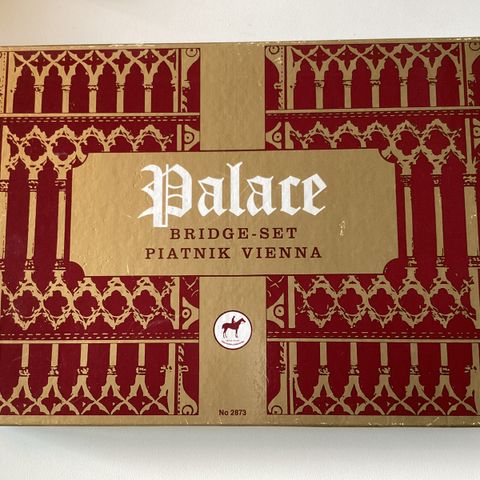 Palace
BRIDGE-SET
PIATNIK VIENNA
No 2873